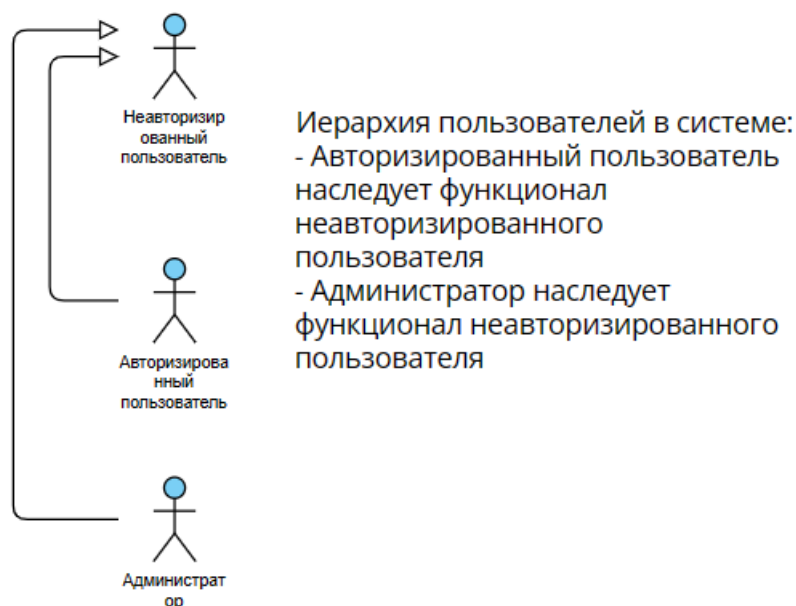 Неавторизир
ованный
пользователь
Иерархия пользователей в системе:
- Авторизированный пользователь
наследует функционал
неавторизированного
пользователя
- Администратор наследует
функционал неавторизированного
пользователя
Авторизирова
нный
пользователь
Администрат
ор